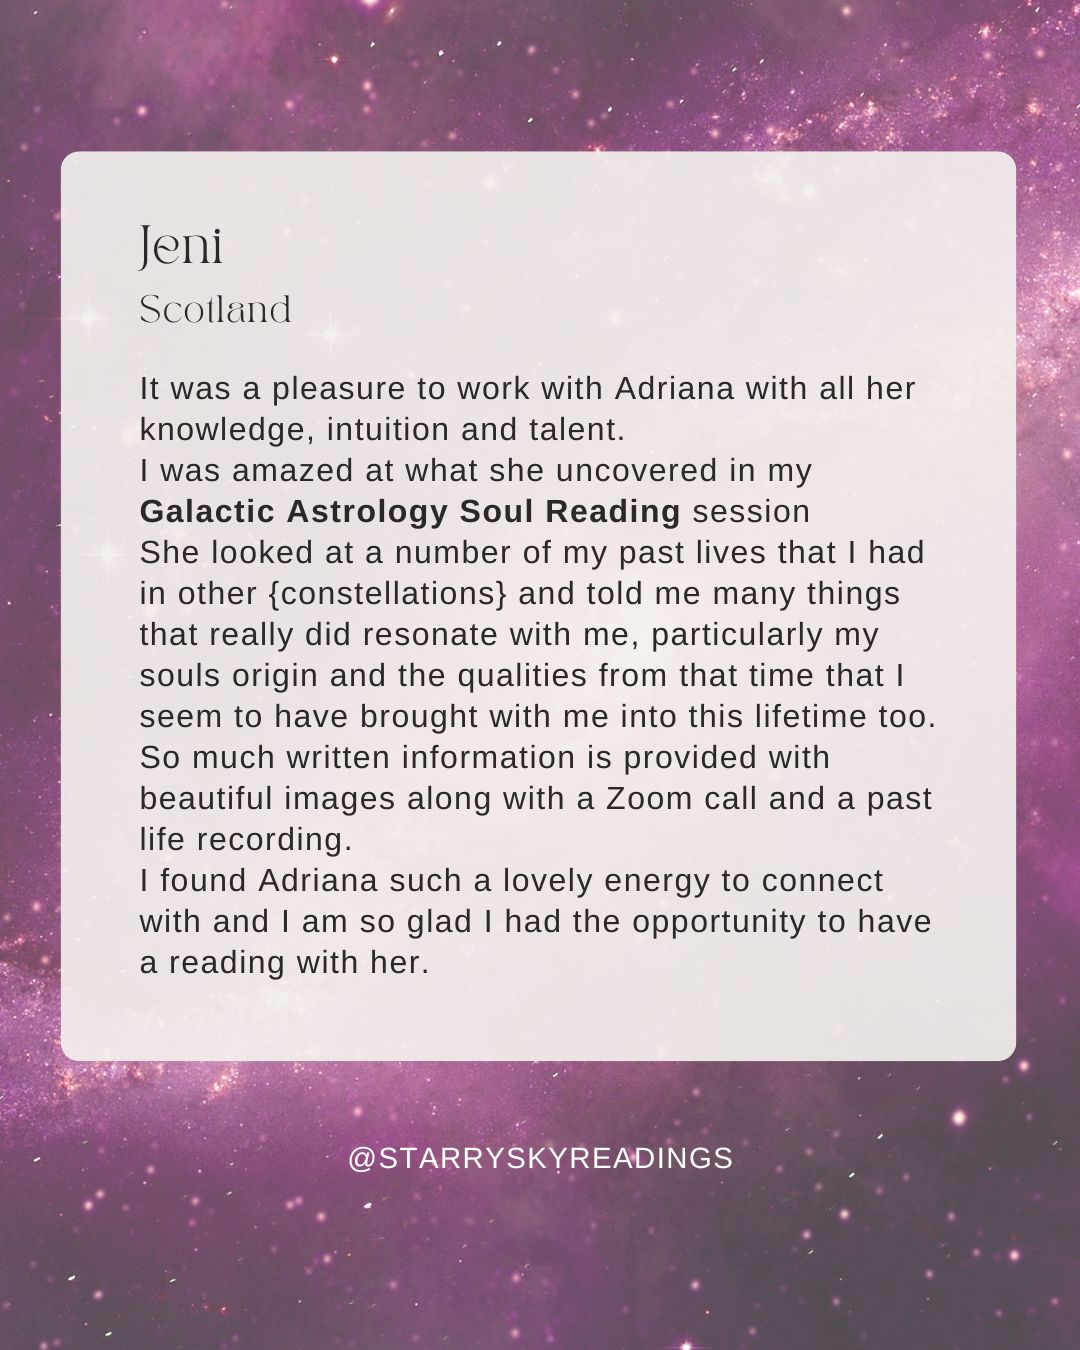 Jeni
Scotland
It was a pleasure to work with Adriana with all her
knowledge, intuition and talent.
I was amazed at what she uncovered in my
Galactic Astrology Soul Reading session
She looked at a number of my past lives that I had
in other {constellations} and told me many things
that really did resonate with me, particularly my
souls origin and the qualities from that time that I
seem to have brought with me into this lifetime too.
So much written information is provided with
beautiful images along with a Zoom call and a past
life recording.
I found Adriana such a lovely energy to connect
with and I am so glad I had the opportunity to have
a reading with her.
@STARRYSKYREADINGS